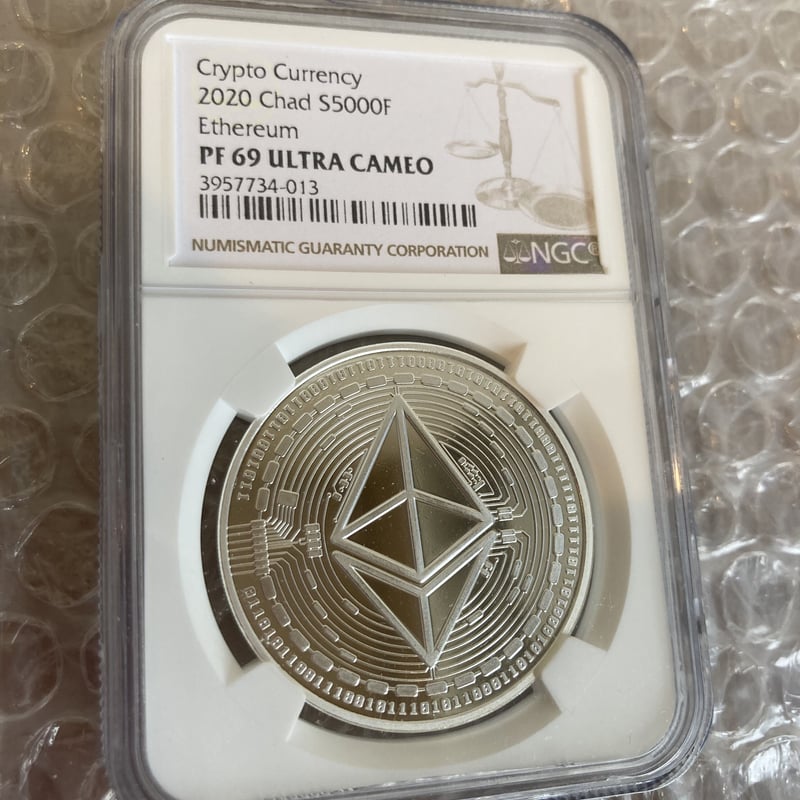 Crypto Currency
2020 Chad S5000F
Ethereum
PF 69 ULTRA CAMEO
3957734-013
NUMISMATIC GUARANTY CORPORATION
NGC®